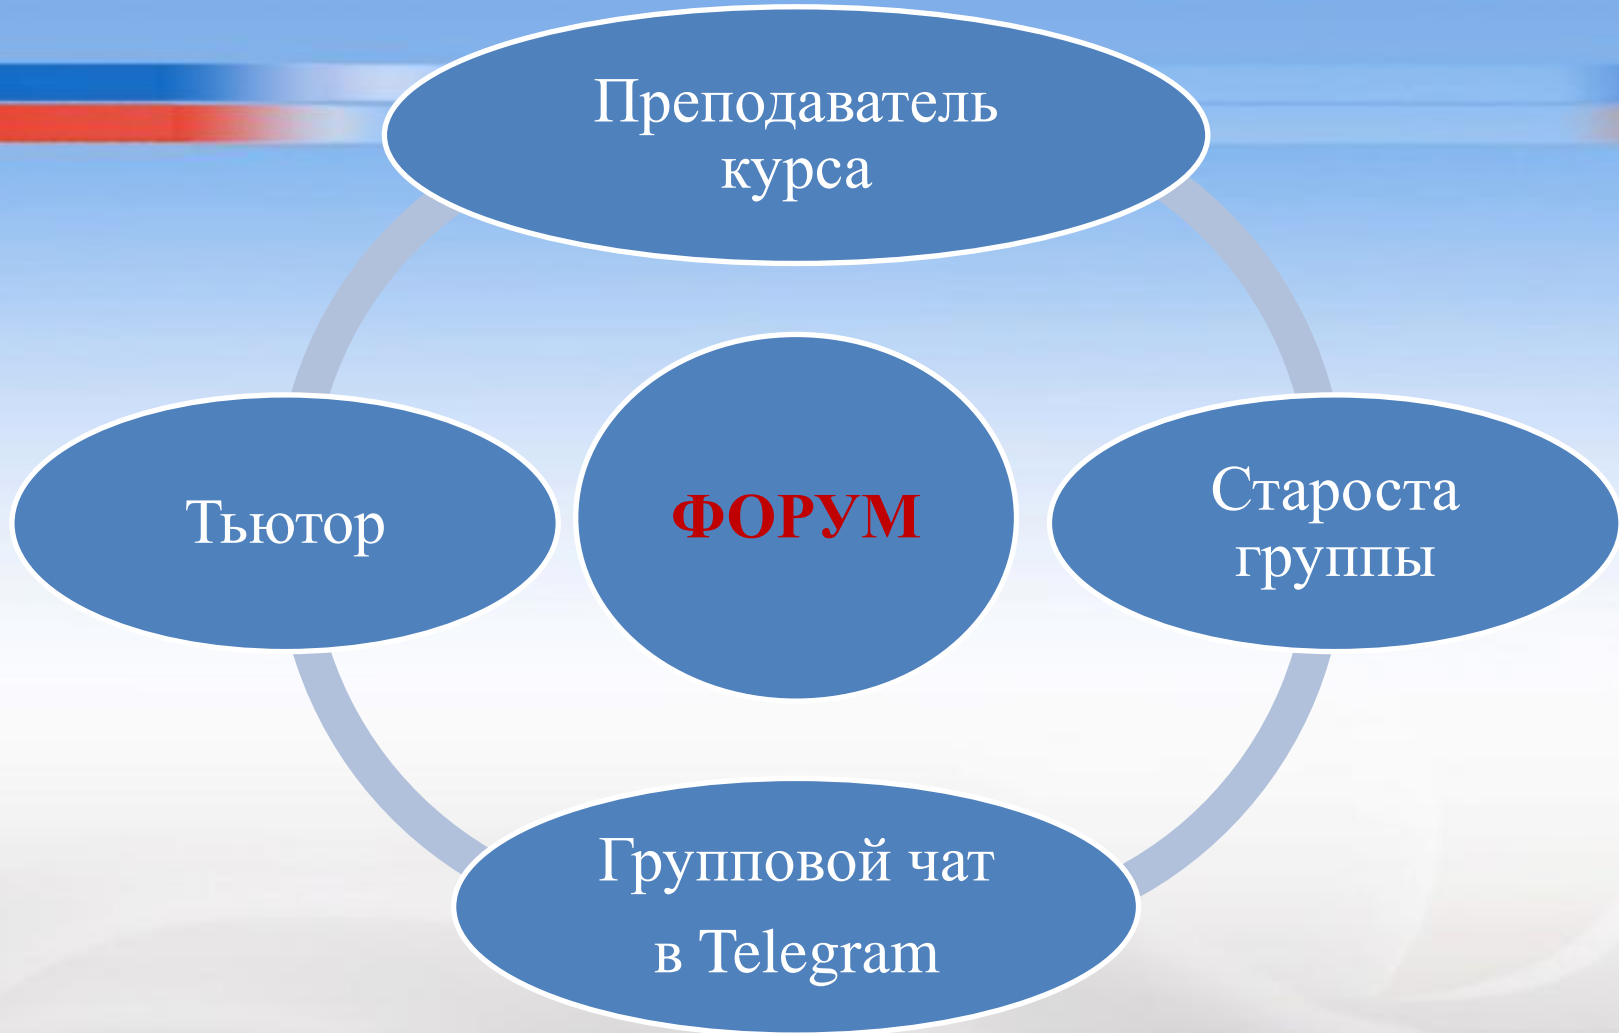 Преподаватель
курса
Тьютор
ФОРУМ
Староста
группы
Групповой чат
в Telegram